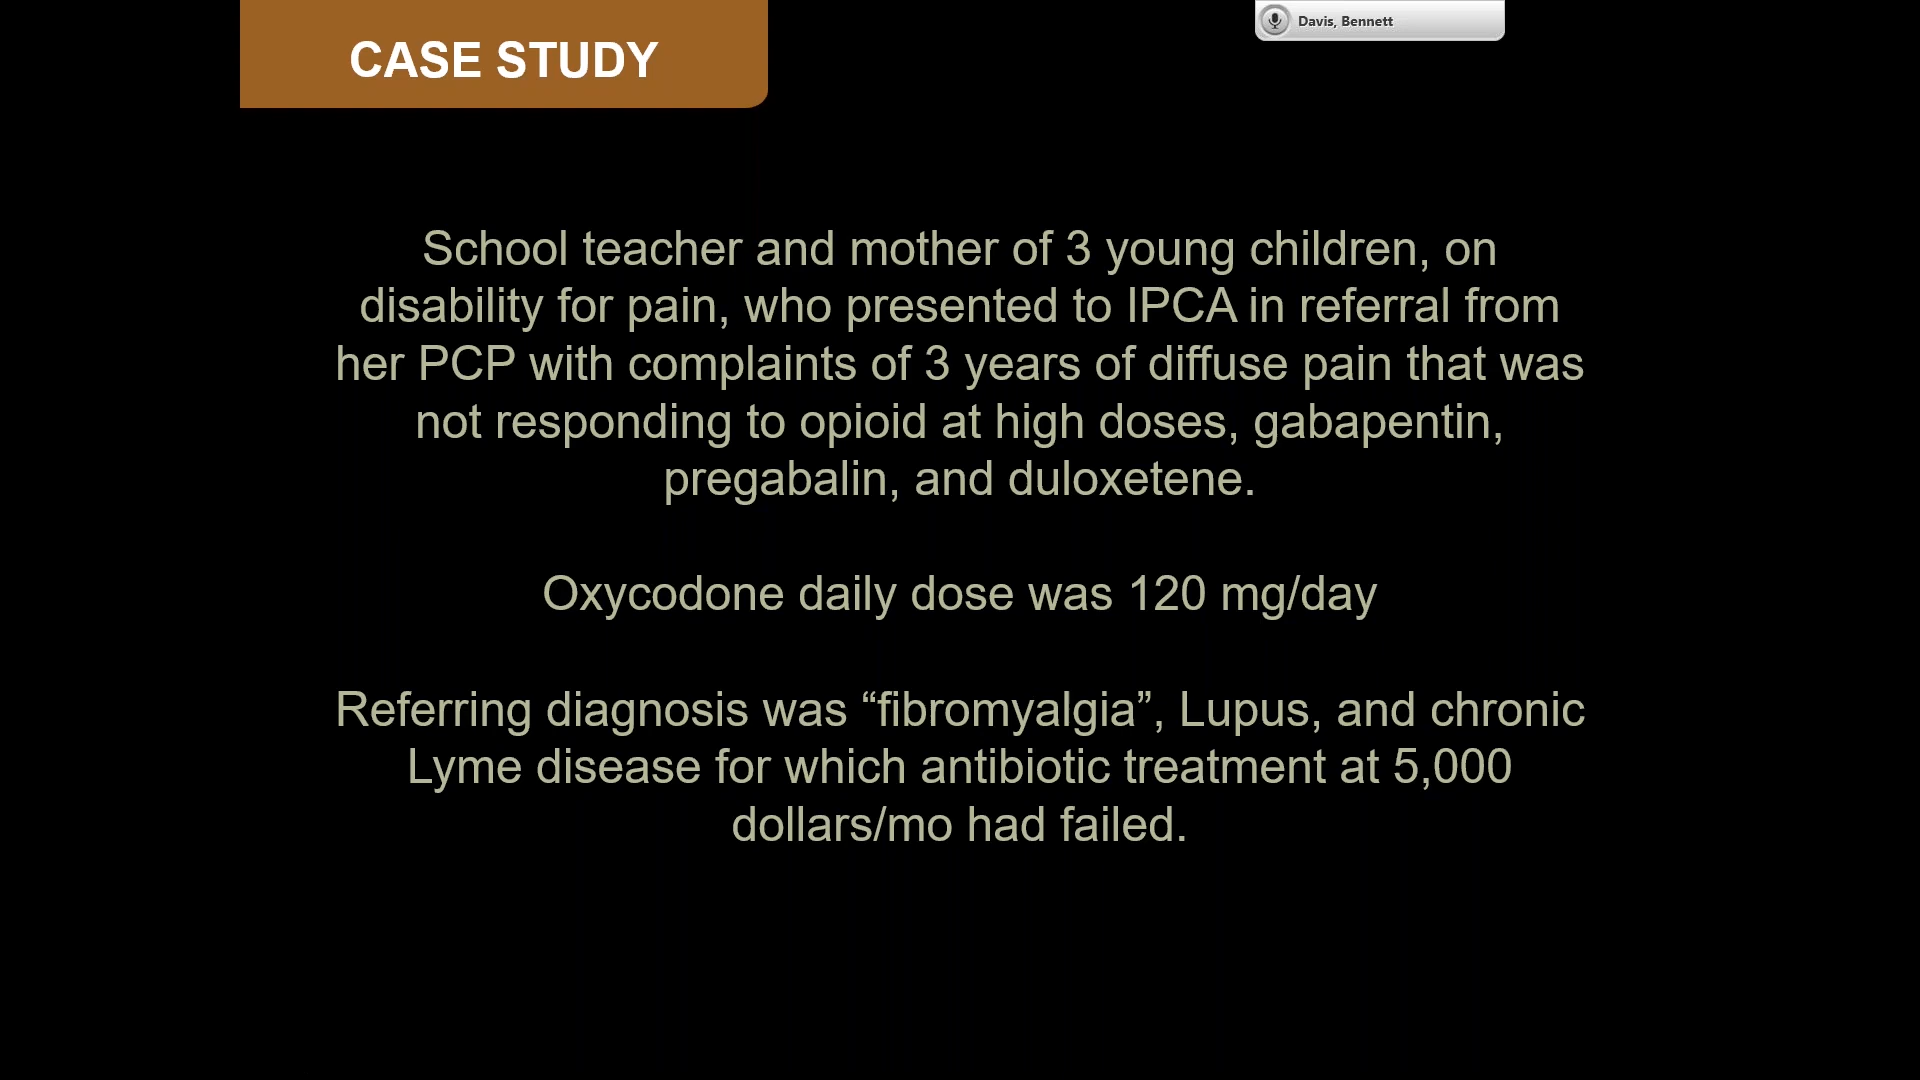 CASE STUDY
Davis, Bennett
School teacher and mother of 3 young children, on
disability for pain, who presented to IPCA in referral from
her PCP with complaints of 3 years of diffuse pain that was
not responding to opioid at high doses, gabapentin,
pregabalin, and duloxetene.
Oxycodone daily dose was 120 mg/day
Referring diagnosis was “fibromyalgia”, Lupus, and chronic
Lyme disease for which antibiotic treatment at 5,000
dollars/mo had failed.